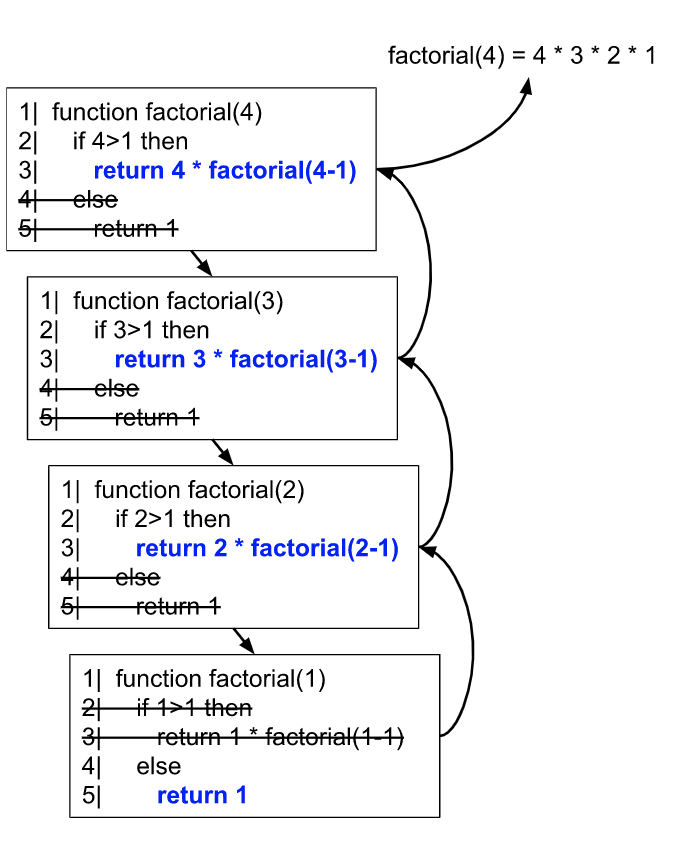 factorial(4) = 4 * 3 * 2 * 1
1| function factorial(4)
2| if 4>1 then
3| return 4 * factorial(4-1)
4| else
5| return 1
1| function factorial(3)
2| if 3>1 then
3| return 3 * factorial(3-1)
4| else
5| return 1
1| function factorial(2)
2| if 2>1 then
3| return 2 * factorial(2-1)
4| else
5| return 1
1| function factorial(1)
2| if 1>1 then
3| return 1 * factorial(1-1)
4| else
5| return 1